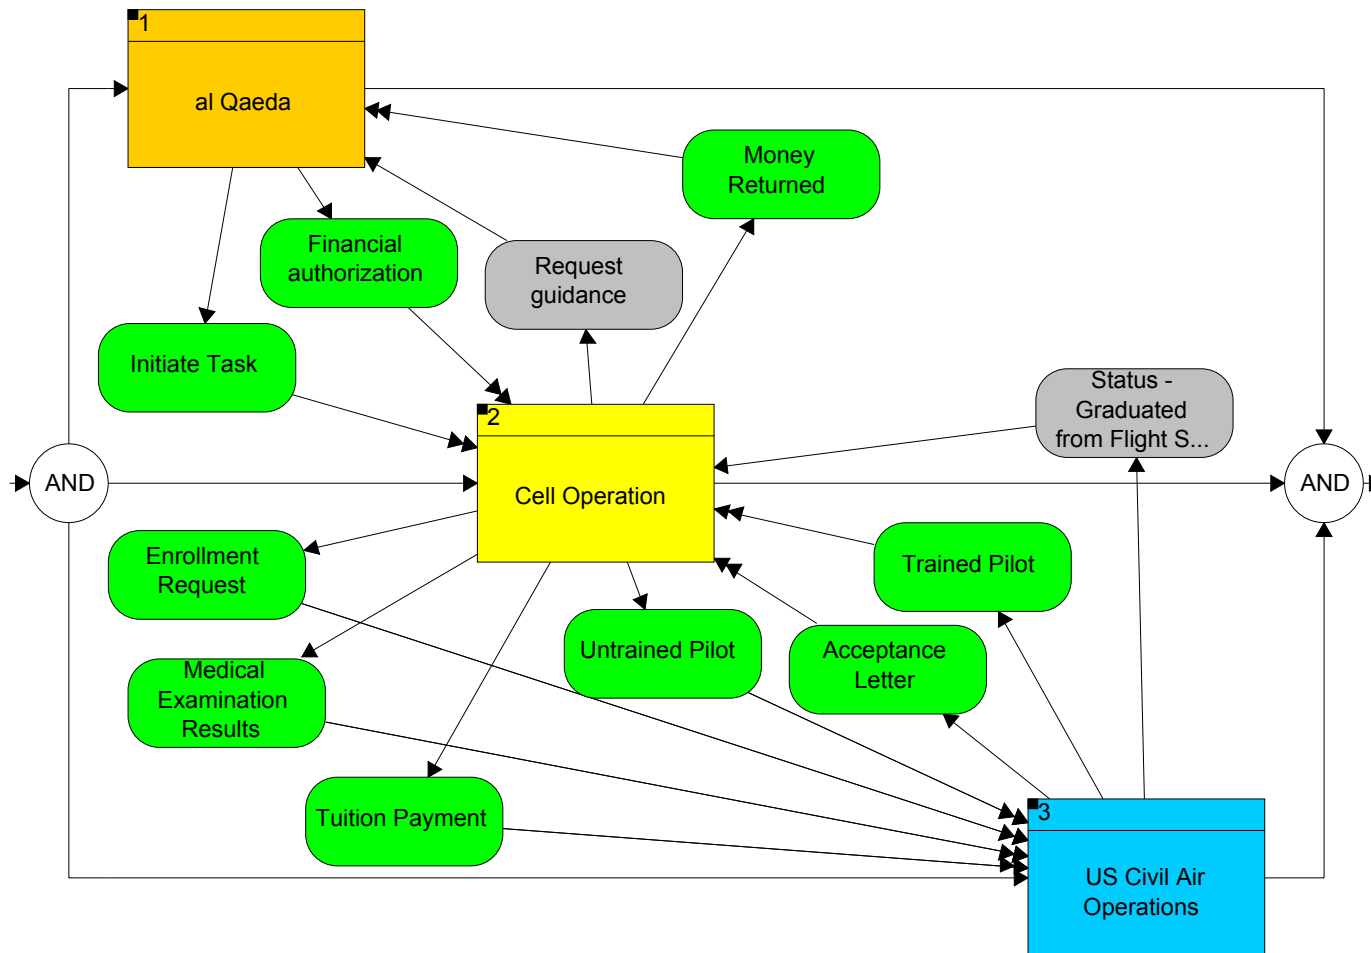 1
al Qaeda
Money
Returned
Financial
authorization
Request
guidance
Initiate Task
Status -
Graduated
from Flight S...
2
AND
Cell Operation
AND
Enrollment
Request
Trained Pilot
Untrained Pilot
Acceptance
Letter
Medical
Examination
Results
Tuition Payment
3
US Civil Air
Operations